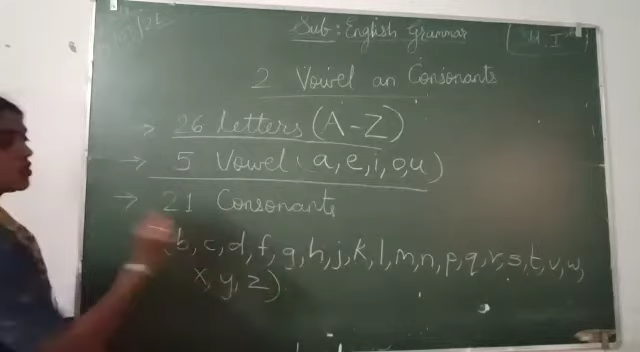 Sub: English Grammar
2 Vowel an Consonants
> 26 letters (A-Z)
→ 5 Vowel (a,e,i,o,u)
→ 21 Consonants
(b, c, d, f, g, h, j, k, l, m, n, p, q, r, s, t, v, w,
x, y, z)